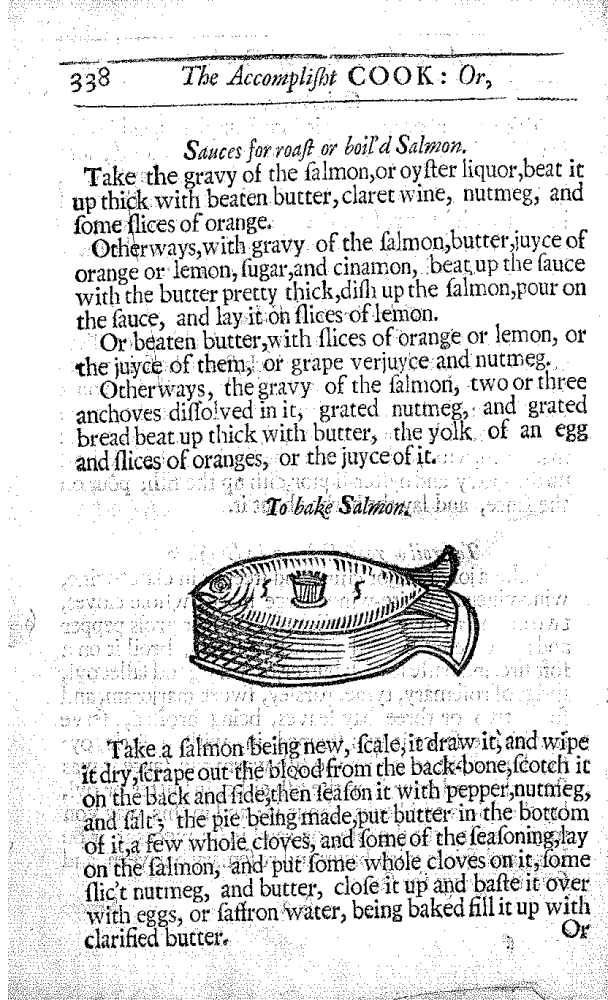 338 The Accompliſht COOK: Or,
Sauces for roaſt or boil'd Salmon.
Take the gravy of the ſalmon,or oyſter liquor,beat it
up thick with beaten butter, claret wine, nutmeg, and
ſome ſlices of orange.
Otherways,with gravy of the ſalmon,butter,juyce of
orange or lemon, ſugar,and cinamon, beat up the ſauce
with the butter pretty thick,diſh up the ſalmon,pour on
the ſauce, and lay it on ſlices of lemon.
Or beaten butter,with ſlices of orange or lemon, or
the juyce of them, or grape verjuyce and nutmeg.
Otherways, the gravy of the ſalmon, two or three
anchoves diſſolved in it, grated nutmeg, and grated
bread beat up thick with butter, the yolk of an egg
and ſlices of oranges, or the juyce of it.
To bake Salmon.
Take a ſalmon being new, ſcale it draw it, and wipe
it dry,ſcrape out the blood from the back-bone,ſcotch it
on the back and ſide,then ſeaſon it with pepper,nutmeg,
and ſalt; the pie being made,put butter in the bottom
of it,a few whole cloves, and ſome of the ſeaſoning,lay
on the ſalmon, and put ſome whole cloves on it, ſome
ſlic't nutmeg, and butter, cloſe it up and baſte it over
with eggs, or ſaffron water, being baked fill it up with
clarified butter.
Or